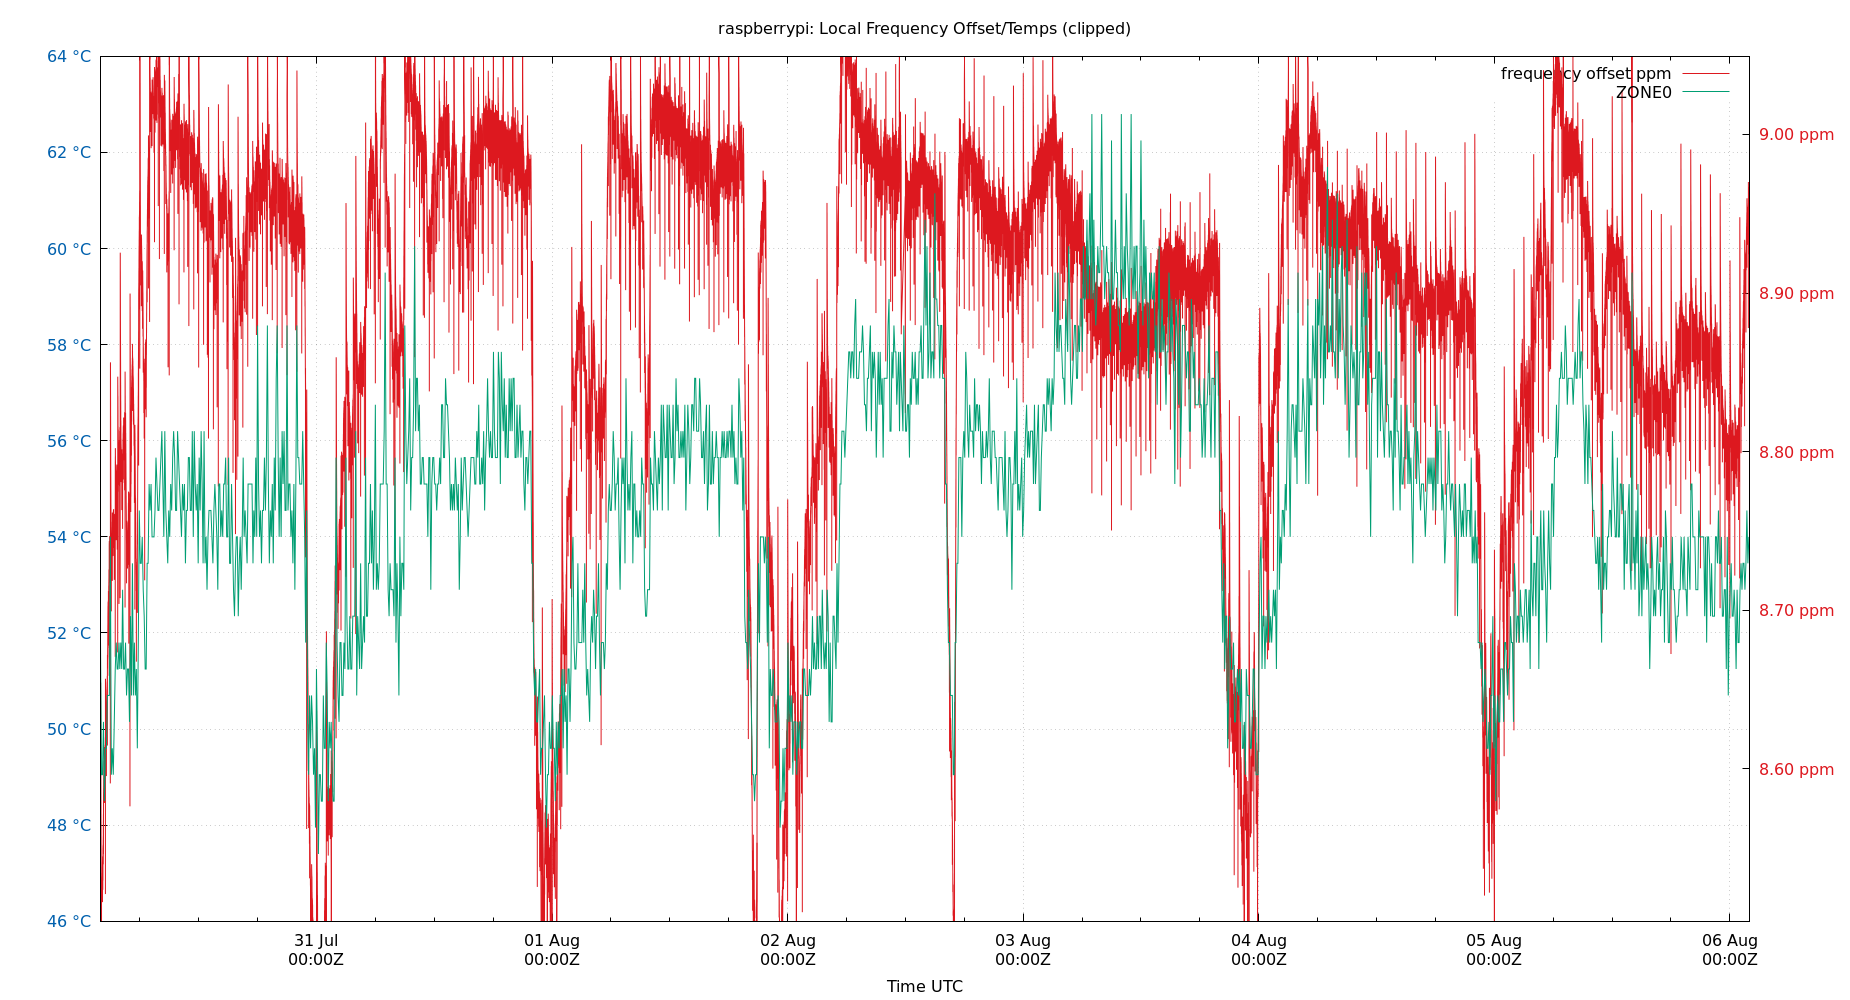 raspberrypi: Local Frequency Offset/Temps (clipped)
64 °C
62 °C
60 °C
58 °C
56 °C
54 °C
52 °C
50 °C
48 °C
46 °C
frequency offset ppm
ZONE0
9.00 ppm
8.90 ppm
8.80 ppm
8.70 ppm
8.60 ppm
31 Jul
00:00Z
01 Aug
00:00Z
02 Aug
00:00Z
03 Aug
00:00Z
04 Aug
00:00Z
05 Aug
00:00Z
06 Aug
00:00Z
Time UTC